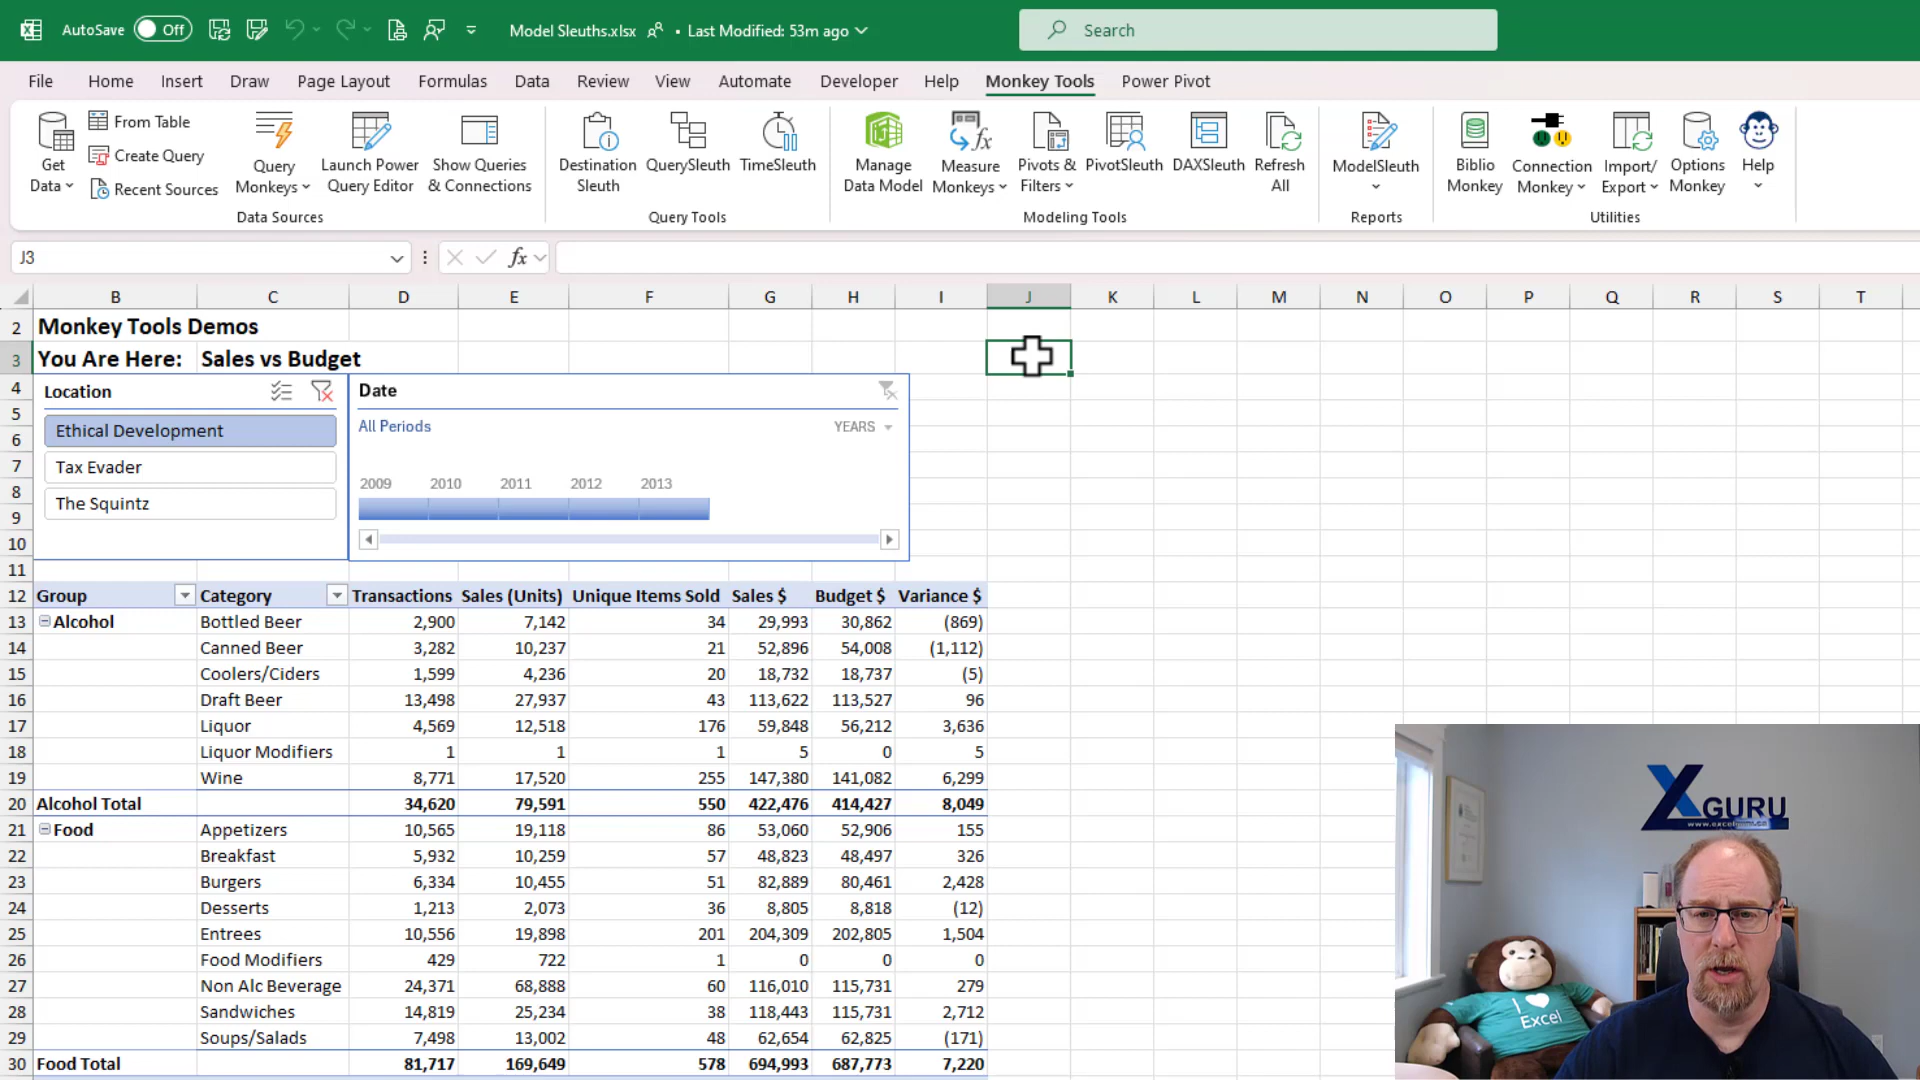 AutoSave Off Model Sleuths.xlsx • Last Modified: 53m ago Search
File Home Insert Draw Page Layout Formulas Data Review View Automate Developer Help Monkey Tools Power Pivot
Get Data
From Table
Create Query
Recent Sources
Query Monkeys
Launch Power Query Editor
Show Queries & Connections
Data Sources
Destination Sleuth
QuerySleuth
TimeSleuth
Query Tools
Manage Data Model
Measure Monkeys
Pivots & Filters
PivotSleuth
DAXSleuth
Refresh All
Modeling Tools
ModelSleuth
Reports
Biblio Monkey
Connection Monkey
Import/ Export
Options Monkey
Help
Utilities
J3 fx
B C D E F G H I J K L M N O P Q R S T
2 Monkey Tools Demos
3 You Are Here: Sales vs Budget
4
5
6
7
8
9
10
11
Location
Ethical Development
Tax Evader
The Squintz
Date
All Periods YEARS
2009 2010 2011 2012 2013
12 Group Category Transactions Sales (Units) Unique Items Sold Sales $ Budget $ Variance $
13 Alcohol Bottled Beer 2,900 7,142 34 29,993 30,862 (869)
14 Canned Beer 3,282 10,237 21 52,896 54,008 (1,112)
15 Coolers/Ciders 1,599 4,236 20 18,732 18,737 (5)
16 Draft Beer 13,498 27,937 43 113,622 113,527 96
17 Liquor 4,569 12,518 176 59,848 56,212 3,636
18 Liquor Modifiers 1 1 1 5 0 5
19 Wine 8,771 17,520 255 147,380 141,082 6,299
20 Alcohol Total 34,620 79,591 550 422,476 414,427 8,049
21 Food Appetizers 10,565 19,118 86 53,060 52,906 155
22 Breakfast 5,932 10,259 57 48,823 48,497 326
23 Burgers 6,334 10,455 51 82,889 80,461 2,428
24 Desserts 1,213 2,073 36 8,805 8,818 (12)
25 Entrees 10,556 19,898 201 204,309 202,805 1,504
26 Food Modifiers 429 722 1 0 0 0
27 Non Alc Beverage 24,371 68,888 60 116,010 115,731 279
28 Sandwiches 14,819 25,234 38 118,443 115,731 2,712
29 Soups/Salads 7,498 13,002 48 62,654 62,825 (171)
30 Food Total 81,717 169,649 578 694,993 687,773 7,220
XGURU
www.excelguru.ca
I
Excel